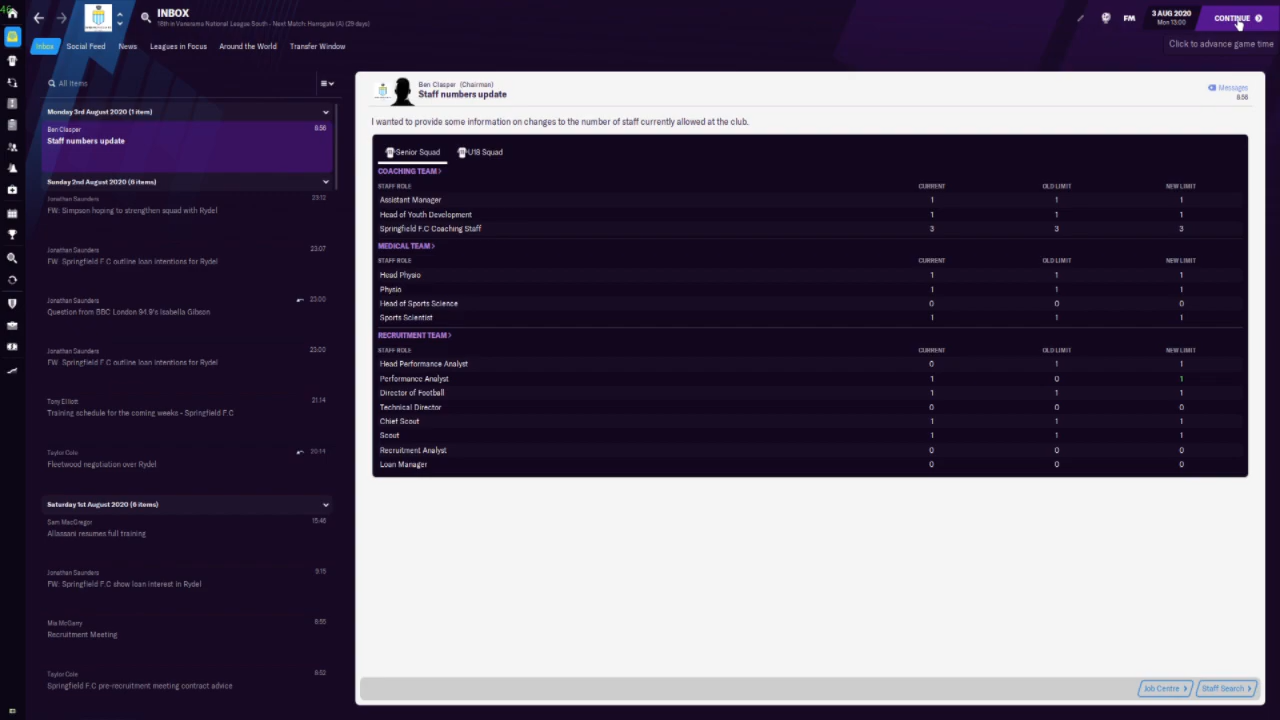 46
INBOX
18th in Vanarama National League South - Next Match: Harrogate (A) (29 days)
FM
3 AUG 2020
Mon 13:00
CONTINUE
Click to advance game time
Inbox Social Feed News Leagues in Focus Around the World Transfer Window
All Items
Monday 3rd August 2020 (1 item)
Ben Clasper 8:56
Staff numbers update
Sunday 2nd August 2020 (6 items)
Jonathan Saunders 23:12
FW: Simpson hoping to strengthen squad with Rydel
Jonathan Saunders 23:07
FW: Springfield F.C outline loan intentions for Rydel
Jonathan Saunders 23:00
Question from BBC London 94.9's Isabella Gibson
Jonathan Saunders 23:00
FW: Springfield F.C outline loan intentions for Rydel
Tony Elliott 21:14
Training schedule for the coming weeks - Springfield F.C
Taylor Cole 20:14
Fleetwood negotiation over Rydel
Saturday 1st August 2020 (6 items)
Sam MacGregor 15:46
Allassani resumes full training
Jonathan Saunders 9:15
FW: Springfield F.C show loan interest in Rydel
Mia McGarry 8:55
Recruitment Meeting
Taylor Cole 8:52
Springfield F.C pre-recruitment meeting contract advice
Ben Clasper (Chairman)
Staff numbers update
Messages
8:56
I wanted to provide some information on changes to the number of staff currently allowed at the club.
Senior Squad U18 Squad
COACHING TEAM >
STAFF ROLE CURRENT OLD LIMIT NEW LIMIT
Assistant Manager 1 1 1
Head of Youth Development 1 1 1
Springfield F.C Coaching Staff 3 3 3
MEDICAL TEAM >
STAFF ROLE CURRENT OLD LIMIT NEW LIMIT
Head Physio 1 1 1
Physio 1 1 1
Head of Sports Science 0 0 0
Sports Scientist 1 1 1
RECRUITMENT TEAM >
STAFF ROLE CURRENT OLD LIMIT NEW LIMIT
Head Performance Analyst 0 1 1
Performance Analyst 1 0 1
Director of Football 1 1 1
Technical Director 0 0 0
Chief Scout 1 1 1
Scout 1 1 1
Recruitment Analyst 0 0 0
Loan Manager 0 0 0
Job Centre > Staff Search >